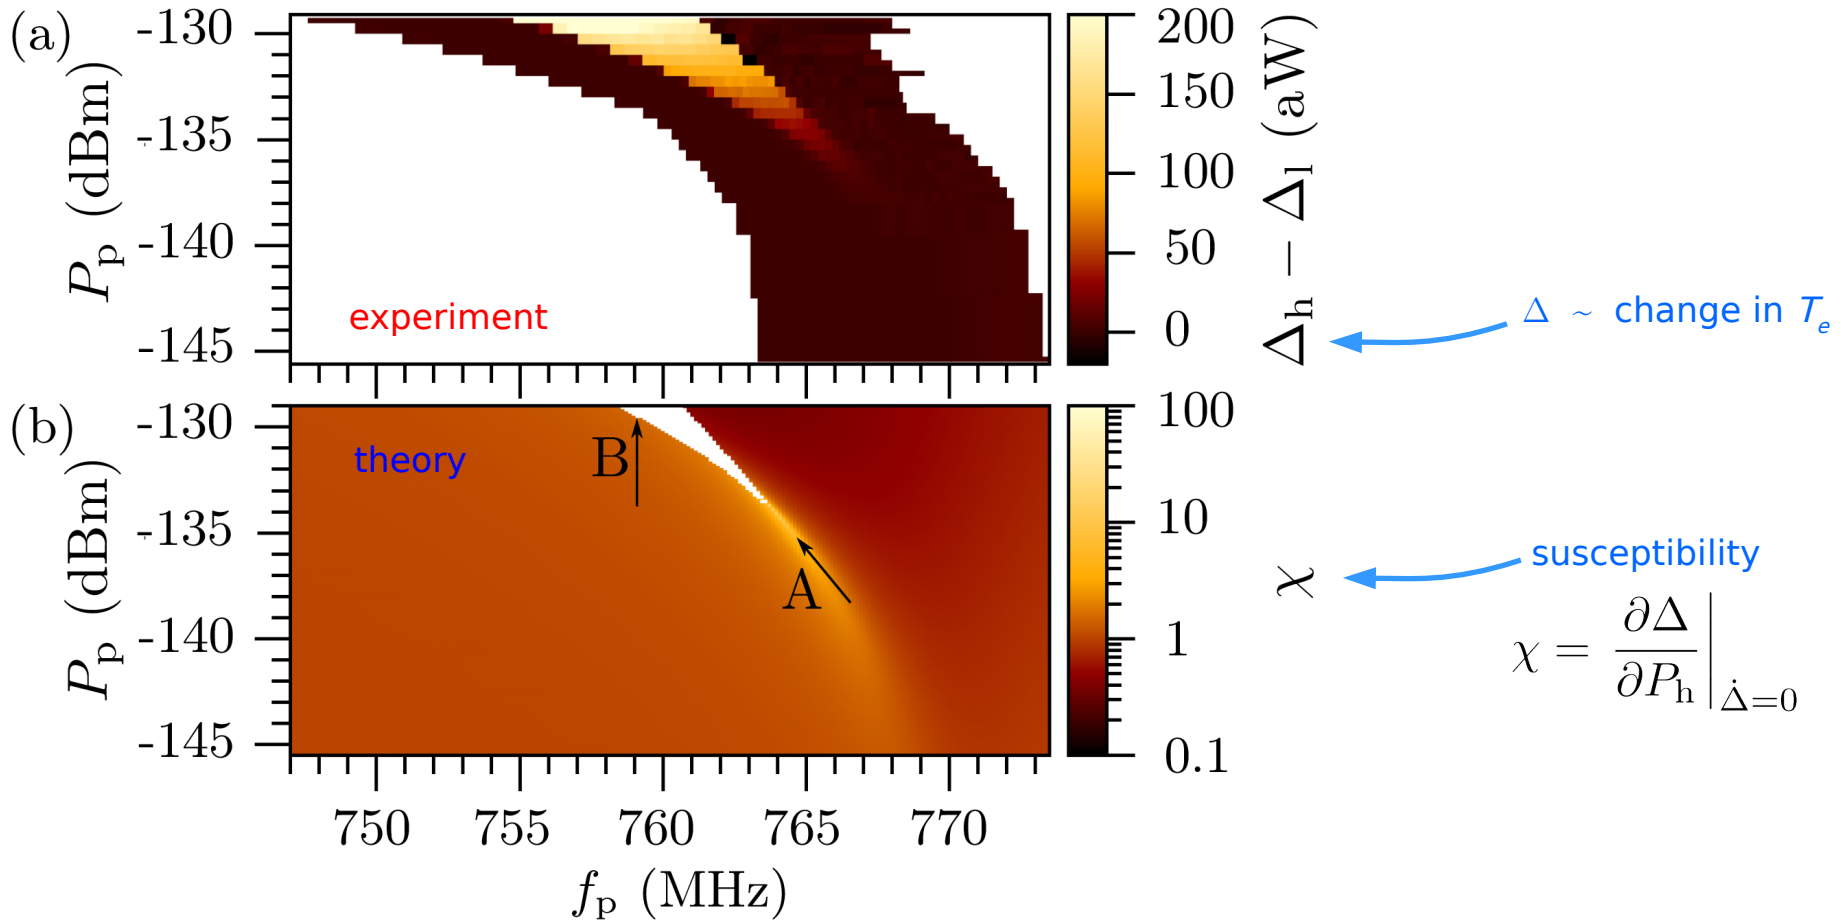 (a)
-130
-135
-140
-145
P_p (dBm)
experiment
200
150
100
50
0
Δ_h − Δ_l (aW)
Δ ~ change in T_e
(b)
-130
-135
-140
-145
P_p (dBm)
theory
B
A
100
10
1
0.1
χ
susceptibility
χ = ∂Δ/∂P_h |_{Δ̇=0}
750 755 760 765 770
f_p (MHz)